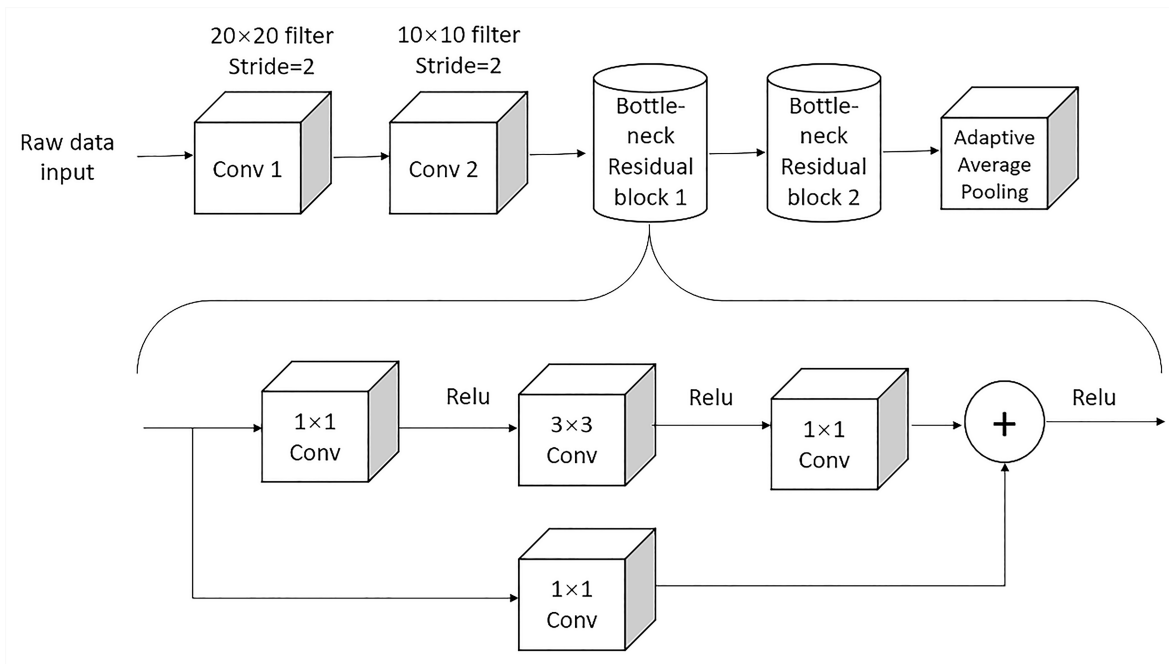 20×20 filter
Stride=2
10×10 filter
Stride=2
Raw data
input
Conv 1
Conv 2
Bottle-
neck
Residual
block 1
Bottle-
neck
Residual
block 2
Adaptive
Average
Pooling
1×1
Conv
Relu
3×3
Conv
Relu
1×1
Conv
+
Relu
1×1
Conv